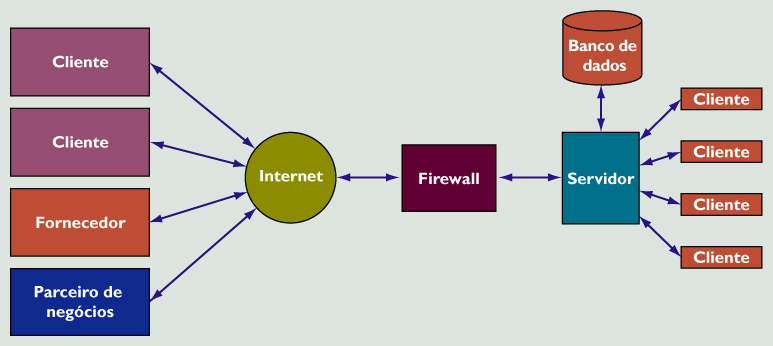 Cliente
Cliente
Fornecedor
Parceiro de
negócios
Internet
Firewall
Banco de
dados
Servidor
Cliente
Cliente
Cliente
Cliente